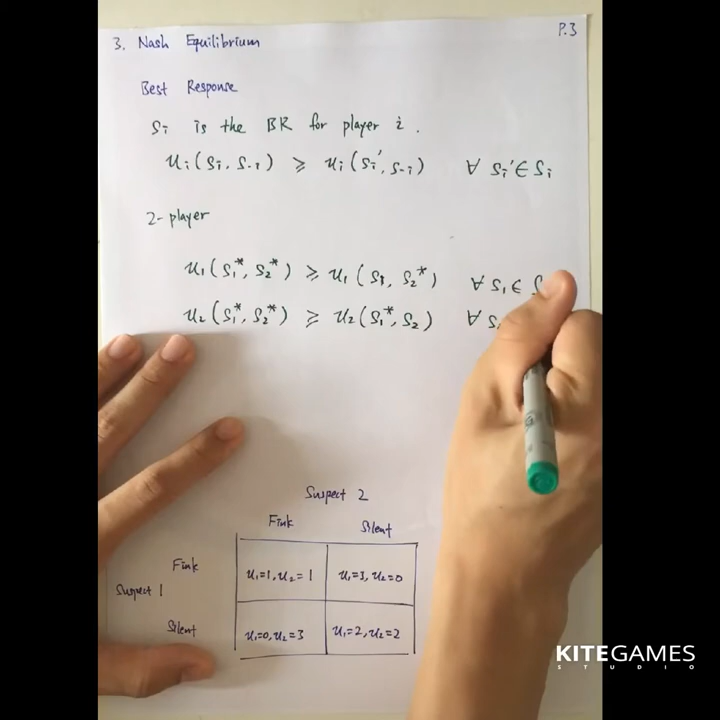 P.3
3. Nash Equilibrium
Best Response
Si is the BR for player i.
ui(si, s-i) ⩾ ui(si', s-i) ∀ si' ∈ Si
2-player
u1(s1*, s2*) ⩾ u1(s1, s2*) ∀ s1 ∈ S
u2(s1*, s2*) ⩾ u2(s1*, s2) ∀ s
Suspect 2
Fink Silent
Fink u1=1, u2=1 u1=3, u2=0
Suspect 1
Silent u1=0, u2=3 u1=2, u2=2
KITEGAMES
STUDIO